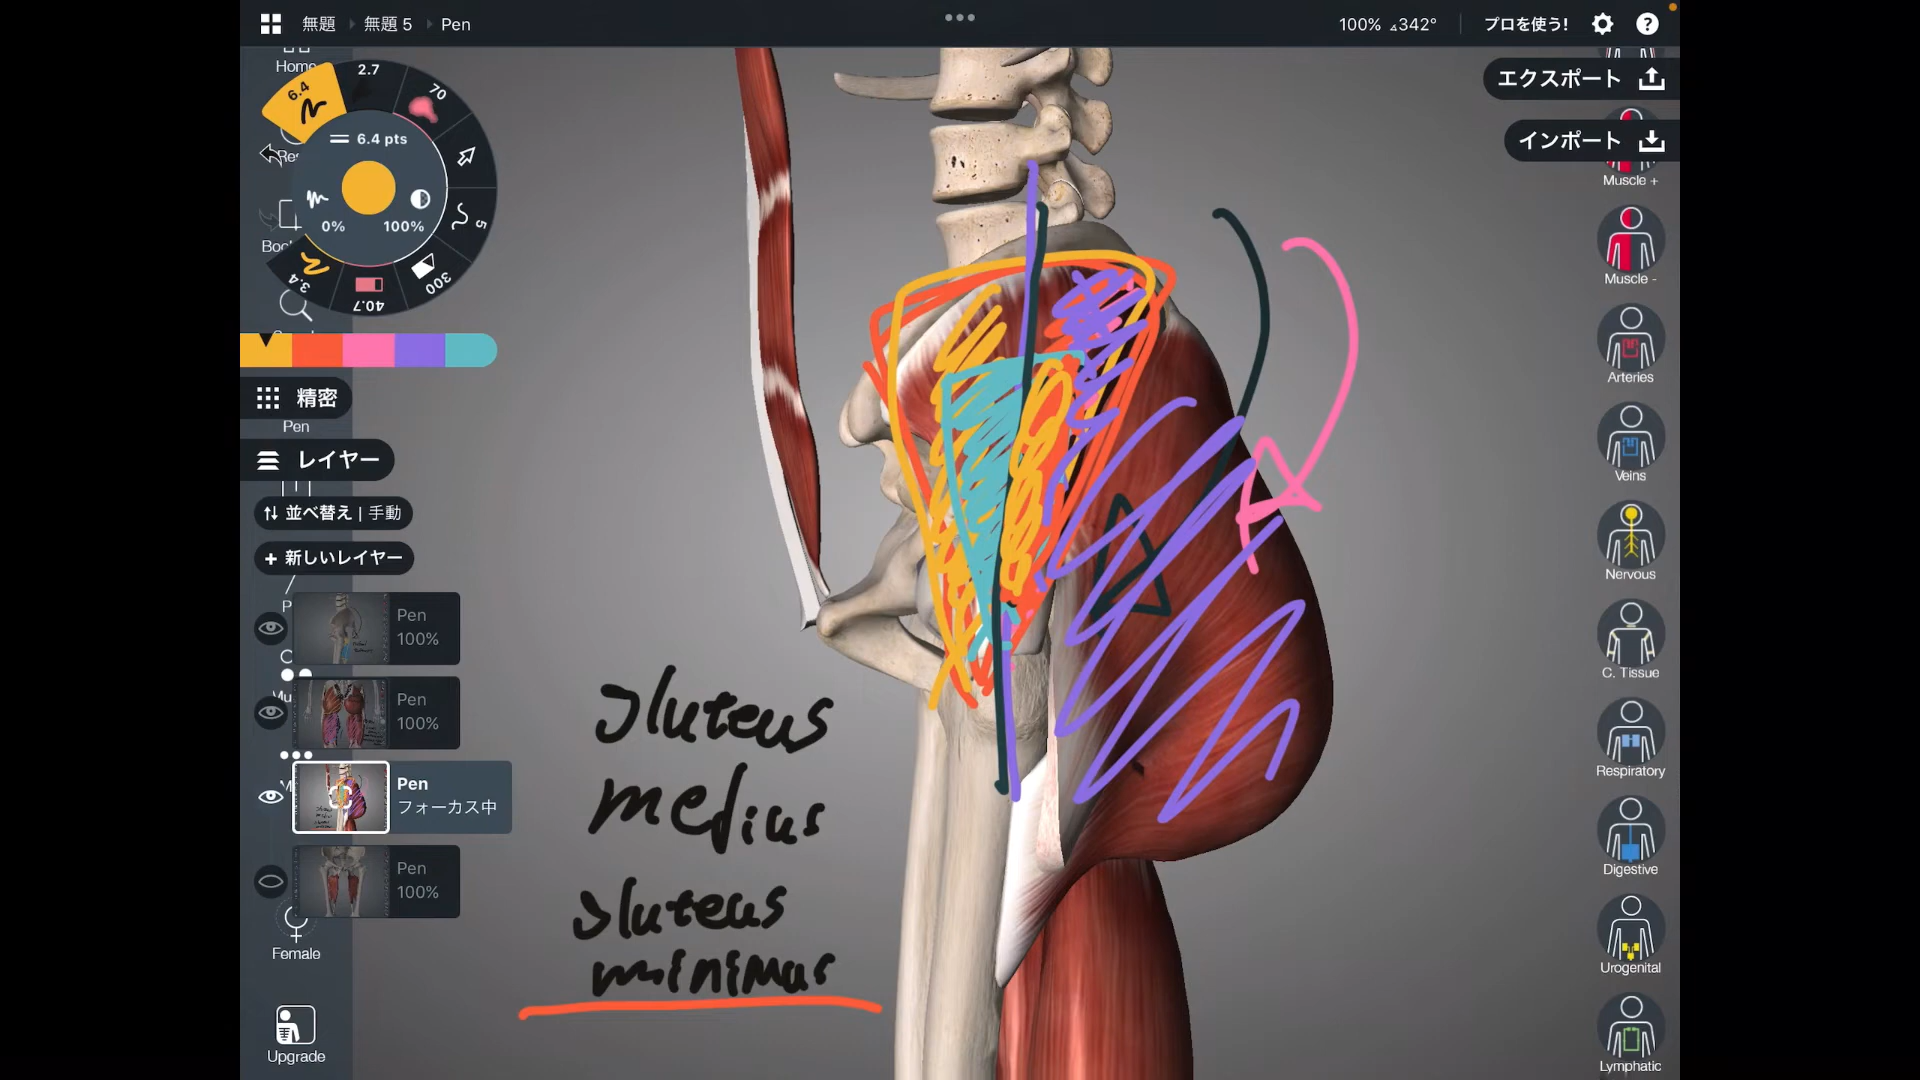 無題 無題 5 Pen
100% ⊿342° プロを使う! ?
Home
2.7
6.4
70
6.4 pts
0% 100%
5
300
40.7
3.4
エクスポート
インポート
Muscle +
Muscle -
Arteries
Veins
Nervous
C. Tissue
Respiratory
Digestive
Urogenital
Lymphatic
精密
Pen
レイヤー
並べ替え | 手動
+ 新しいレイヤー
Pen
100%
Pen
100%
Pen
フォーカス中
Pen
100%
Female
Upgrade
gluteus
medius
gluteus
minimus